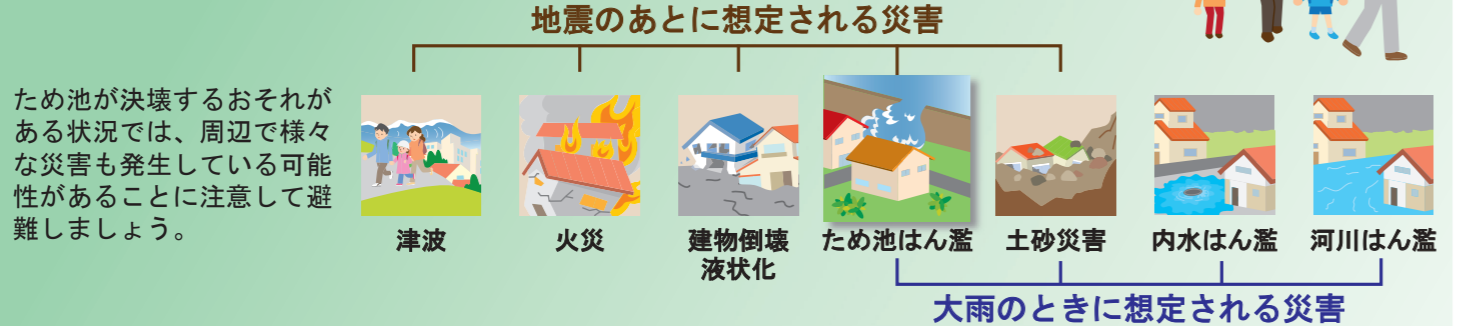 地震のあとに想定される災害
ため池が決壊するおそれが
ある状況では、周辺で様々
な災害も発生している可能
性があることに注意して避
難しましょう。
津波
火災
建物倒壊
液状化
ため池はん濫
土砂災害
内水はん濫
河川はん濫
大雨のときに想定される災害